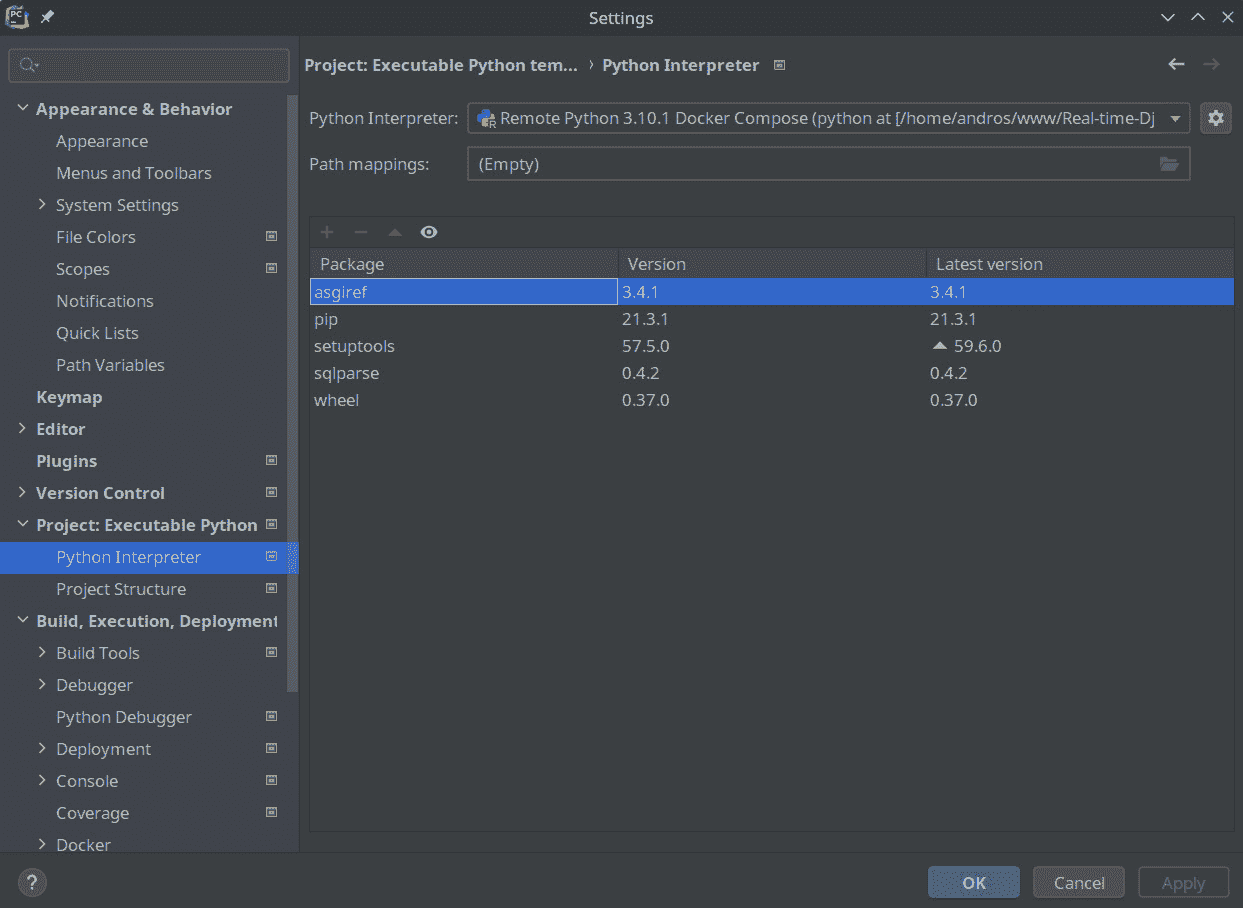 Settings
Project: Executable Python tem... › Python Interpreter
Appearance & Behavior
Appearance
Menus and Toolbars
System Settings
File Colors
Scopes
Notifications
Quick Lists
Path Variables
Keymap
Editor
Plugins
Version Control
Project: Executable Python
Python Interpreter
Project Structure
Build, Execution, Deployment
Build Tools
Debugger
Python Debugger
Deployment
Console
Coverage
Docker
Python Interpreter: Remote Python 3.10.1 Docker Compose (python at [/home/andros/www/Real-time-Dj
Path mappings: (Empty)
Package Version Latest version
asgiref 3.4.1 3.4.1
pip 21.3.1 21.3.1
setuptools 57.5.0 59.6.0
sqlparse 0.4.2 0.4.2
wheel 0.37.0 0.37.0
? OK Cancel Apply